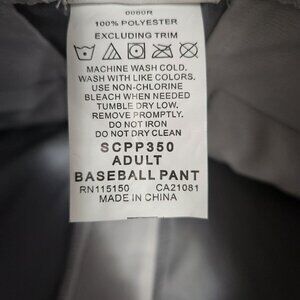 0080R
100% POLYESTER
EXCLUDING TRIM
MACHINE WASH COLD.
WASH WITH LIKE COLORS.
USE NON-CHLORINE
BLEACH WHEN NEEDED
TUMBLE DRY LOW.
REMOVE PROMPTLY.
DO NOT IRON
DO NOT DRY CLEAN
SCPP350
ADULT
BASEBALL PANT
RN115150 CA21081
MADE IN CHINA